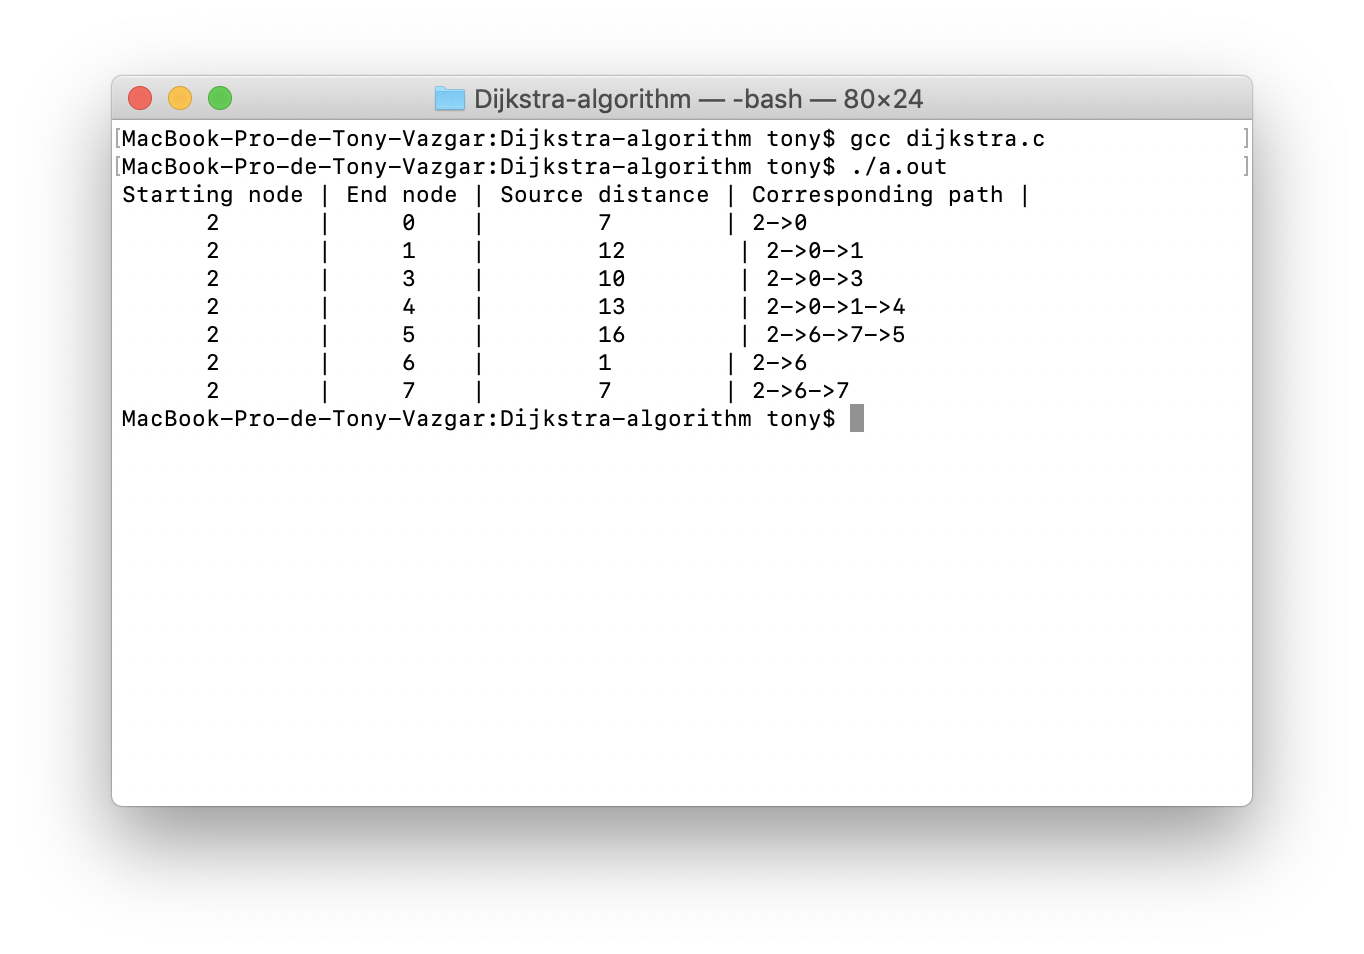 Dijkstra-algorithm — -bash — 80×24
[MacBook-Pro-de-Tony-Vazgar:Dijkstra-algorithm tony$ gcc dijkstra.c ]
[MacBook-Pro-de-Tony-Vazgar:Dijkstra-algorithm tony$ ./a.out ]
Starting node | End node | Source distance | Corresponding path |
      2       |     0    |        7        | 2->0
      2       |     1    |        12        | 2->0->1
      2       |     3    |        10        | 2->0->3
      2       |     4    |        13        | 2->0->1->4
      2       |     5    |        16        | 2->6->7->5
      2       |     6    |        1        | 2->6
      2       |     7    |        7        | 2->6->7
MacBook-Pro-de-Tony-Vazgar:Dijkstra-algorithm tony$